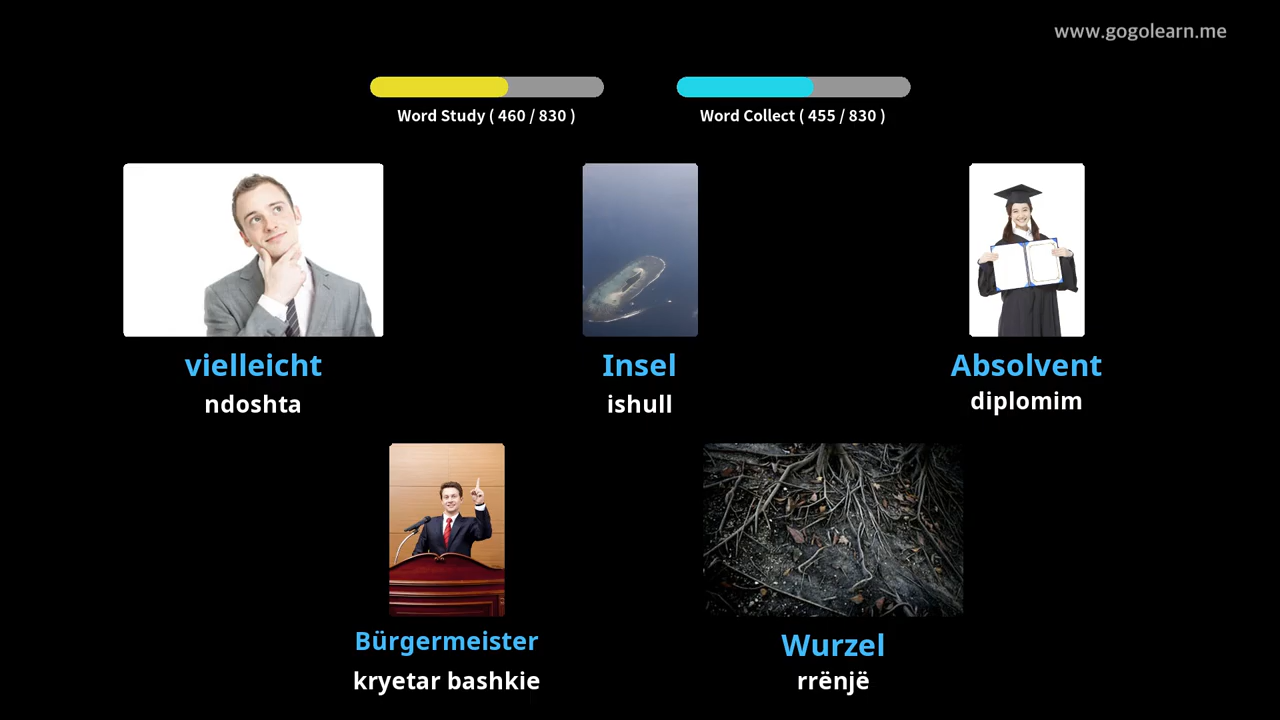 www.gogolearn.me
Word Study ( 460 / 830 )
Word Collect ( 455 / 830 )
vielleicht
ndoshta
Insel
ishull
Absolvent
diplomim
Bürgermeister
kryetar bashkie
Wurzel
rrënjë